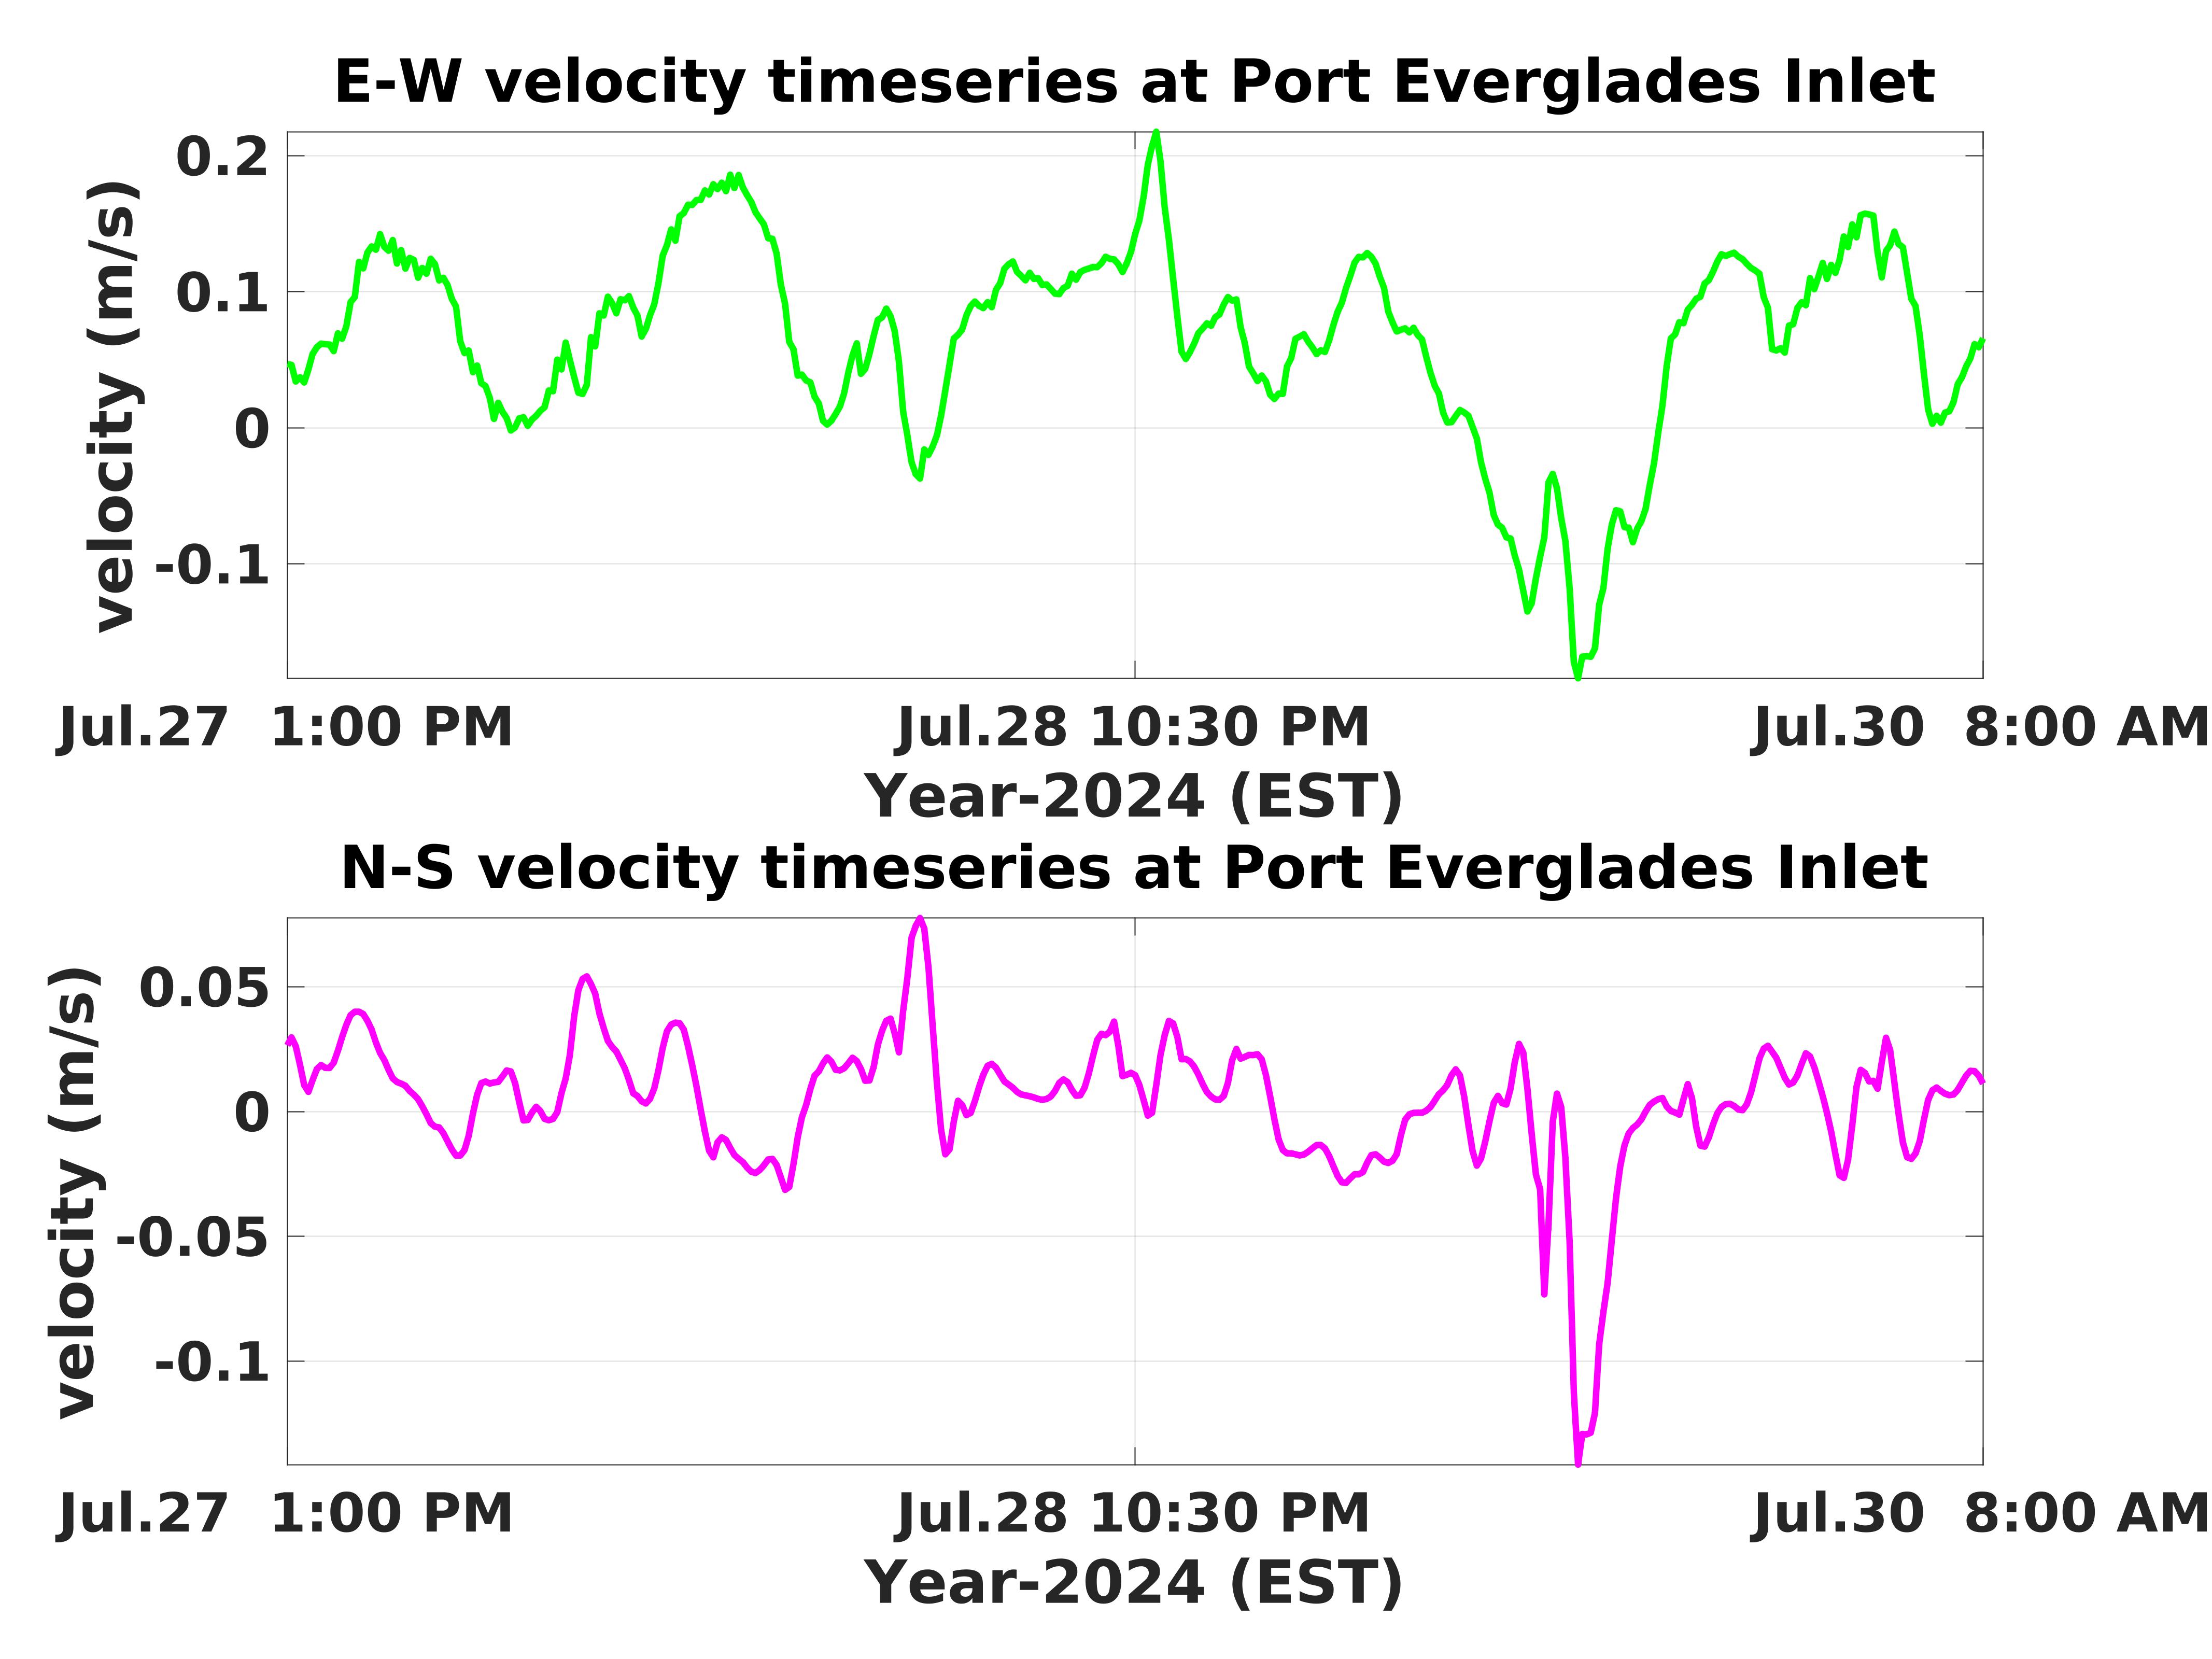 E-W velocity timeseries at Port Everglades Inlet
velocity (m/s)
0.2
0.1
0
-0.1
Jul.27  1:00 PM
Jul.28 10:30 PM
Jul.30  8:00 AM
Year-2024 (EST)
N-S velocity timeseries at Port Everglades Inlet
velocity (m/s)
0.05
0
-0.05
-0.1
Jul.27  1:00 PM
Jul.28 10:30 PM
Jul.30  8:00 AM
Year-2024 (EST)